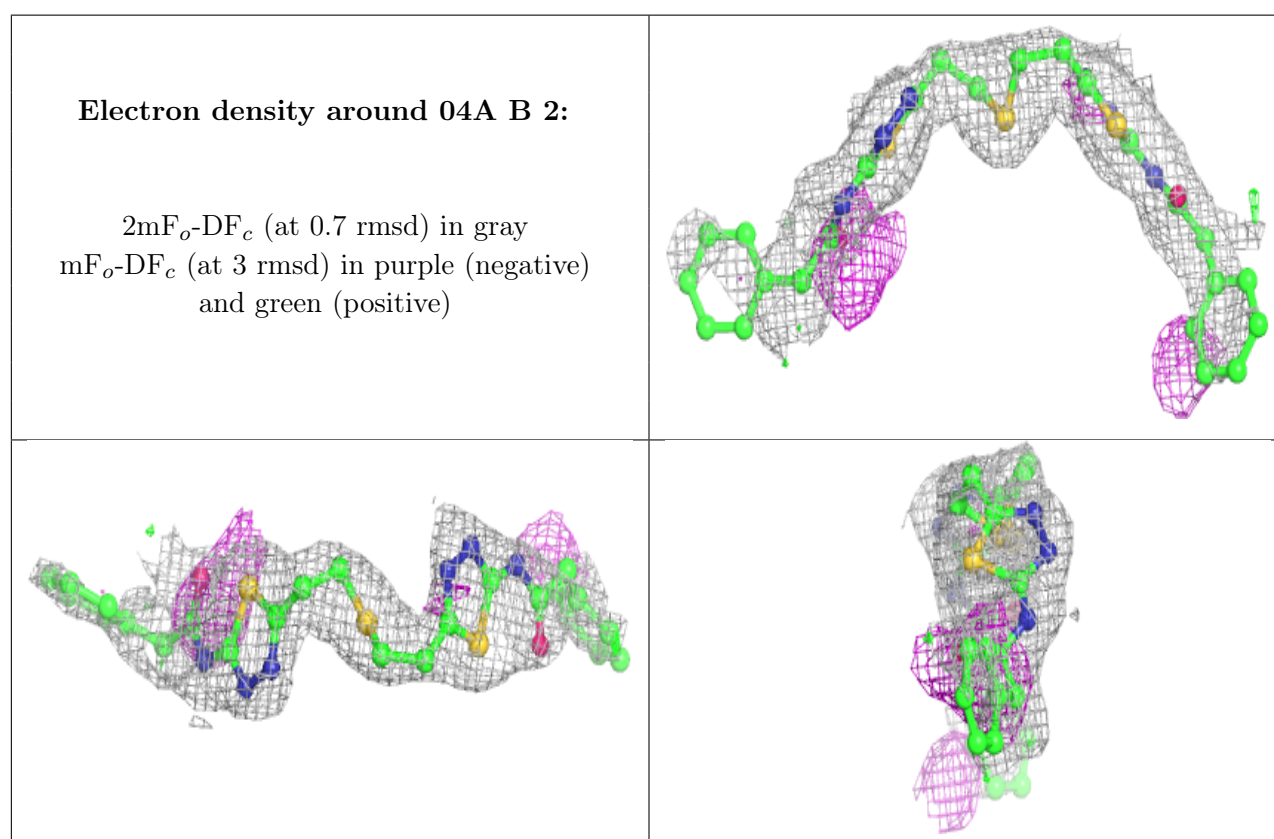 Electron density around 04A B 2:
2mFo-DFc (at 0.7 rmsd) in gray
mFo-DFc (at 3 rmsd) in purple (negative)
and green (positive)